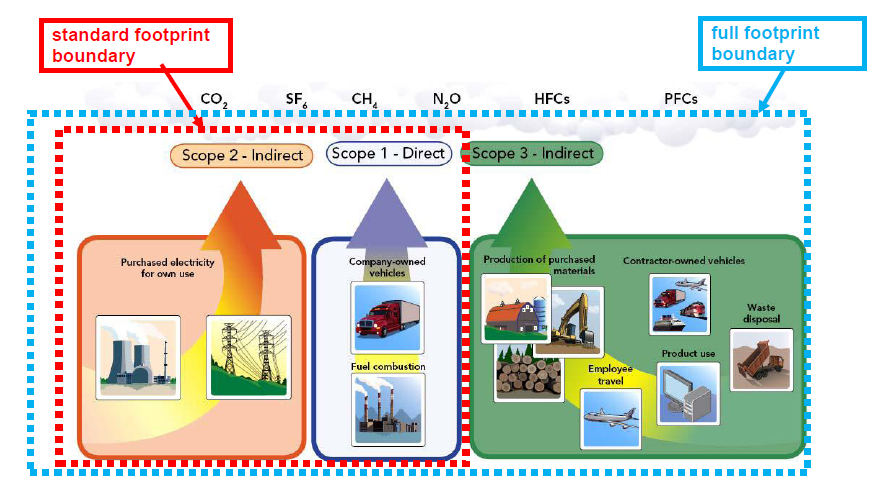 standard footprint
boundary
full footprint
boundary
CO₂
SF₆
CH₄
N₂O
HFCs
PFCs
Scope 2 - Indirect
Scope 1 - Direct
Scope 3 - Indirect
Purchased electricity
for own use
Company-owned
vehicles
Fuel combustion
Production of purchased
materials
Contractor-owned vehicles
Waste
disposal
Product use
Employee
travel